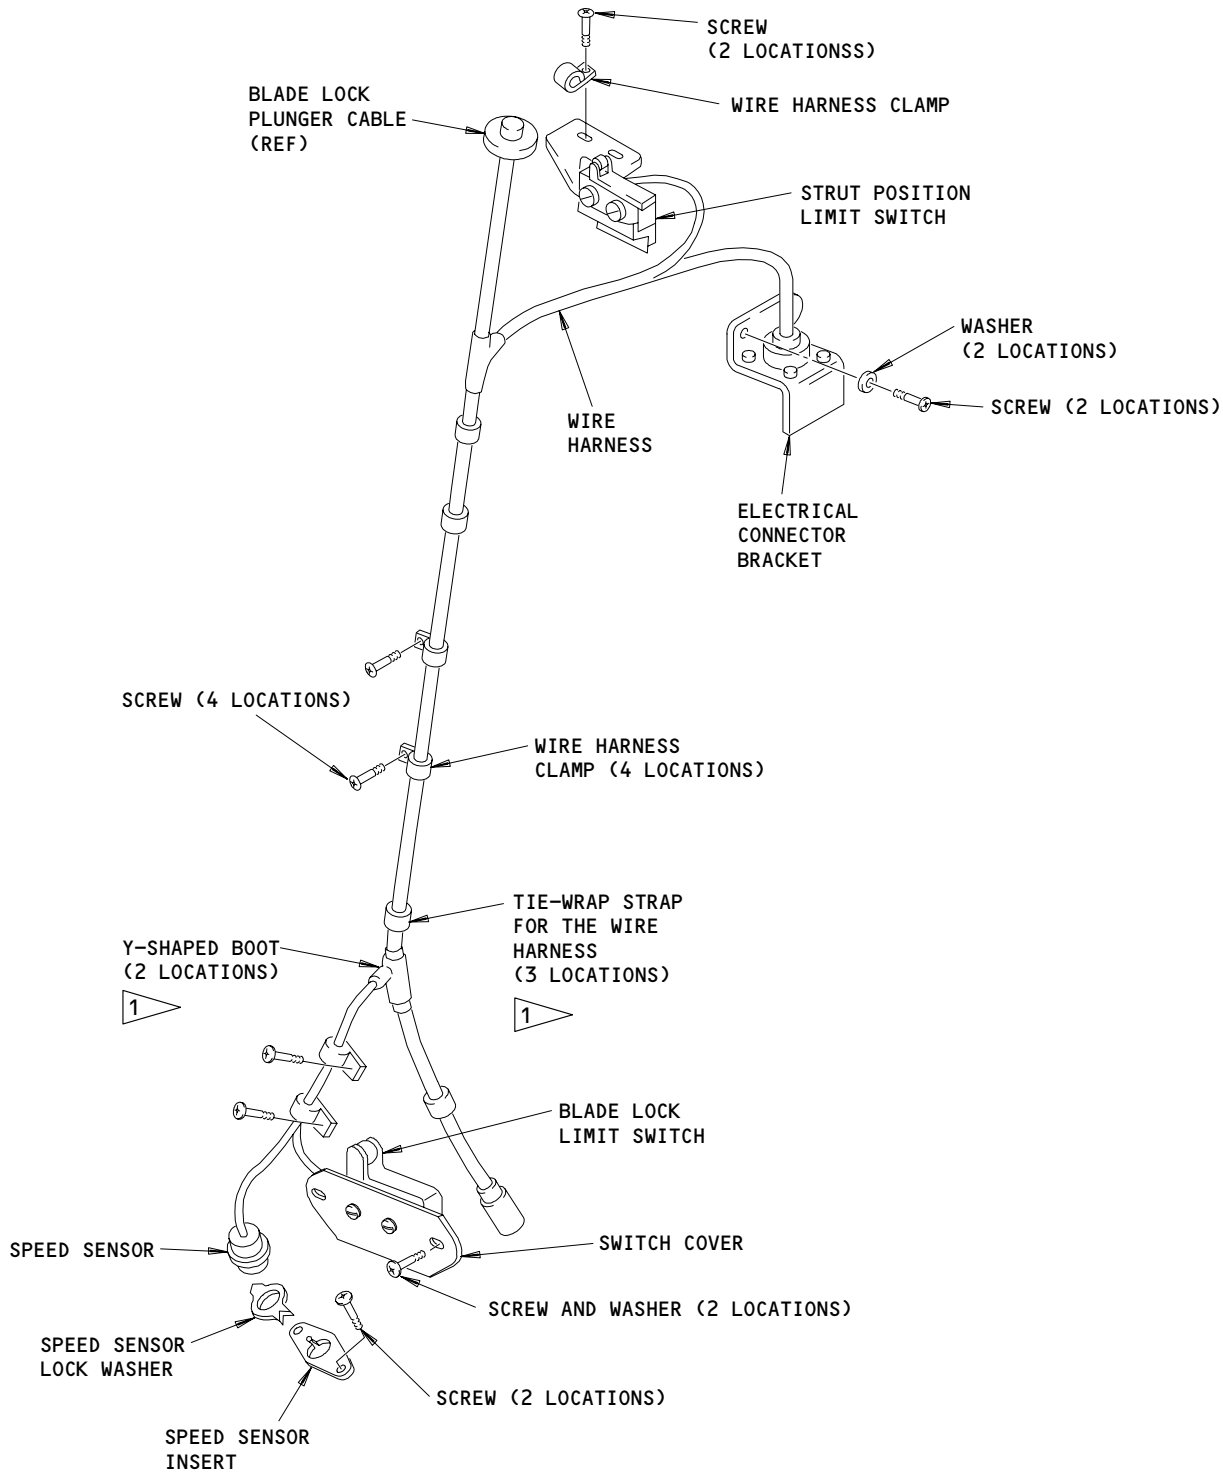 SCREW
(2 LOCATIONSS)
BLADE LOCK
PLUNGER CABLE
(REF)
WIRE HARNESS CLAMP
STRUT POSITION
LIMIT SWITCH
WASHER
(2 LOCATIONS)
SCREW (2 LOCATIONS)
WIRE
HARNESS
ELECTRICAL
CONNECTOR
BRACKET
SCREW (4 LOCATIONS)
WIRE HARNESS
CLAMP (4 LOCATIONS)
TIE-WRAP STRAP
FOR THE WIRE
HARNESS
(3 LOCATIONS)
1
Y-SHAPED BOOT
(2 LOCATIONS)
1
BLADE LOCK
LIMIT SWITCH
SPEED SENSOR
SWITCH COVER
SCREW AND WASHER (2 LOCATIONS)
SPEED SENSOR
LOCK WASHER
SCREW (2 LOCATIONS)
SPEED SENSOR
INSERT